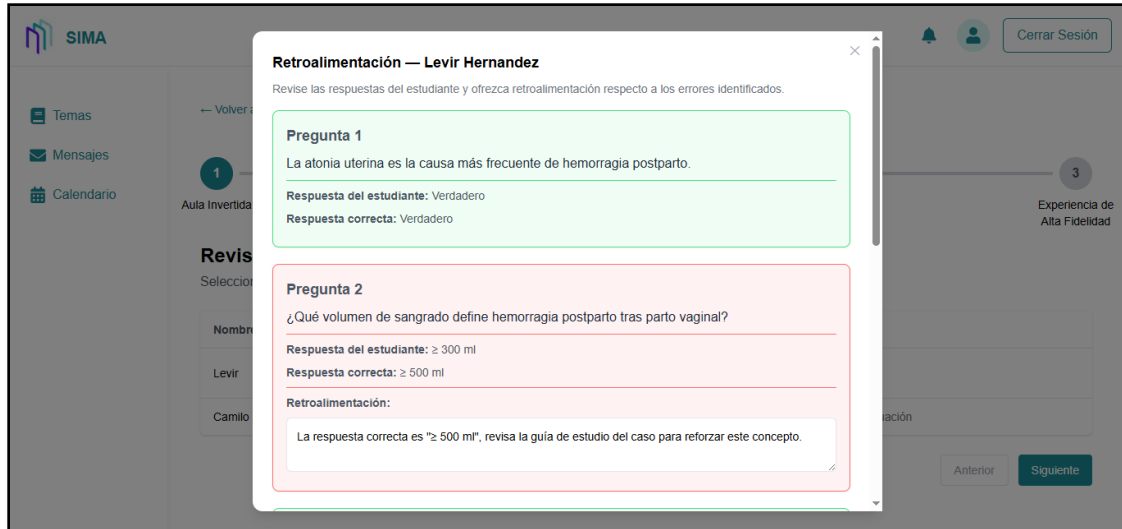 SIMA
Cerrar Sesión
Temas
Mensajes
Calendario
← Volver
1
Aula Invertida
3
Experiencia de
Alta Fidelidad
Retroalimentación — Levir Hernandez
Revise las respuestas del estudiante y ofrezca retroalimentación respecto a los errores identificados.
Pregunta 1
La atonia uterina es la causa más frecuente de hemorragia postparto.
Respuesta del estudiante: Verdadero
Respuesta correcta: Verdadero
Pregunta 2
¿Qué volumen de sangrado define hemorragia postparto tras parto vaginal?
Respuesta del estudiante: ≥ 300 ml
Respuesta correcta: ≥ 500 ml
Retroalimentación:
La respuesta correcta es "≥ 500 ml", revisa la guía de estudio del caso para reforzar este concepto.
Levir
Camilo
Anterior
Siguiente